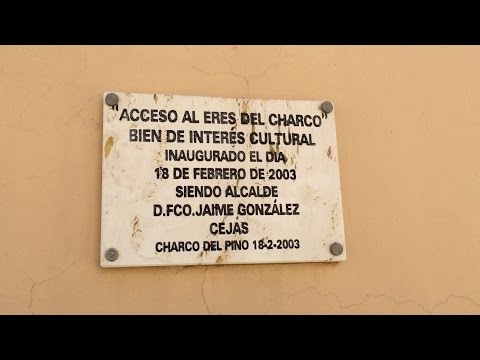 "ACCESO AL ERES DEL CHARCO"
BIEN DE INTERÉS CULTURAL
INAUGURADO EL DIA
18 DE FEBRERO DE 2003
SIENDO ALCALDE
D.FCO.JAIME GONZÁLEZ
CEJAS
CHARCO DEL PINO 18-2-2003